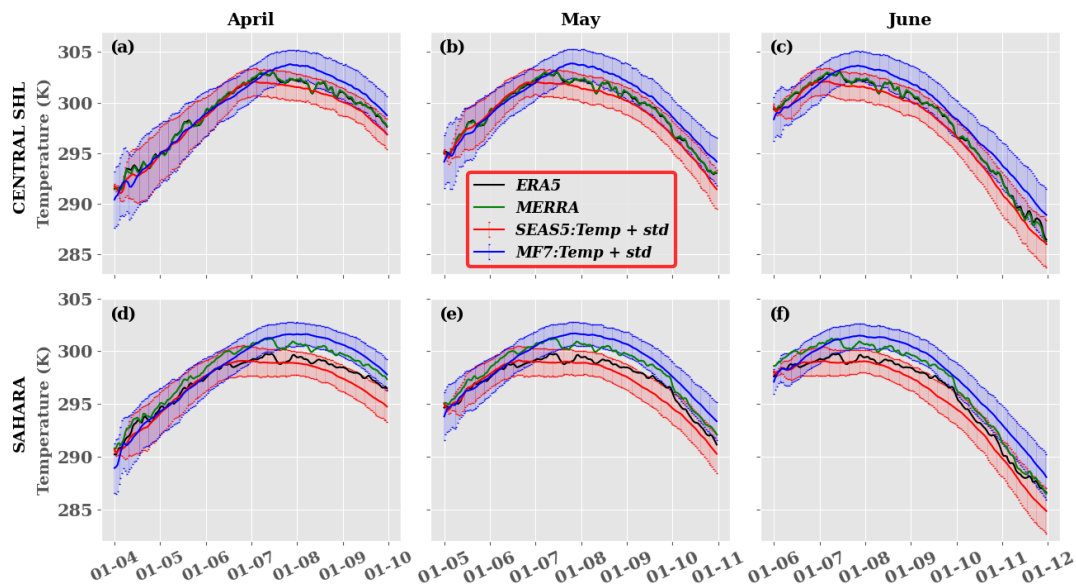 April May June
CENTRAL SHL
Temperature (K)
305
300
295
290
285
(a)
(b)
(c)
ERA5
MERRA
SEAS5:Temp + std
MF7:Temp + std
SAHARA
Temperature (K)
305
300
295
290
285
(d)
(e)
(f)
01-04 01-05 01-06 01-07 01-08 01-09 01-10
01-05 01-06 01-07 01-08 01-09 01-10 01-11
01-06 01-07 01-08 01-09 01-10 01-11 01-12